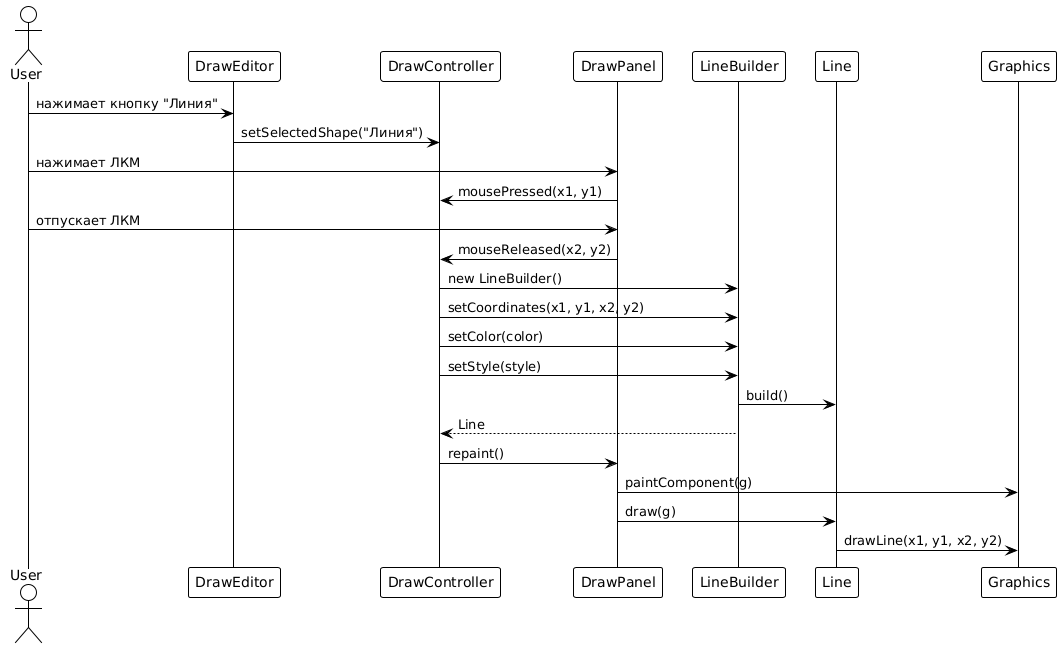 User
DrawEditor
DrawController
DrawPanel
LineBuilder
Line
Graphics
нажимает кнопку "Линия"
setSelectedShape("Линия")
нажимает ЛКМ
mousePressed(x1, y1)
отпускает ЛКМ
mouseReleased(x2, y2)
new LineBuilder()
setCoordinates(x1, y1, x2, y2)
setColor(color)
setStyle(style)
build()
Line
repaint()
paintComponent(g)
draw(g)
drawLine(x1, y1, x2, y2)
User
DrawEditor
DrawController
DrawPanel
LineBuilder
Line
Graphics